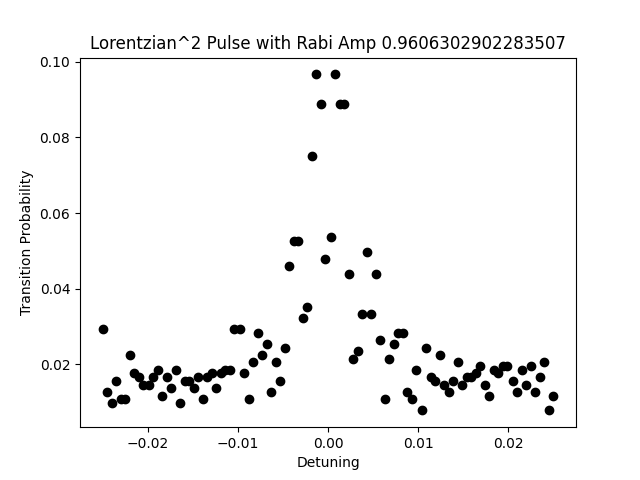 Lorentzian^2 Pulse with Rabi Amp 0.9606302902283507
0.10
0.08
0.06
0.04
0.02
Transition Probability
−0.02 −0.01 0.00 0.01 0.02
Detuning